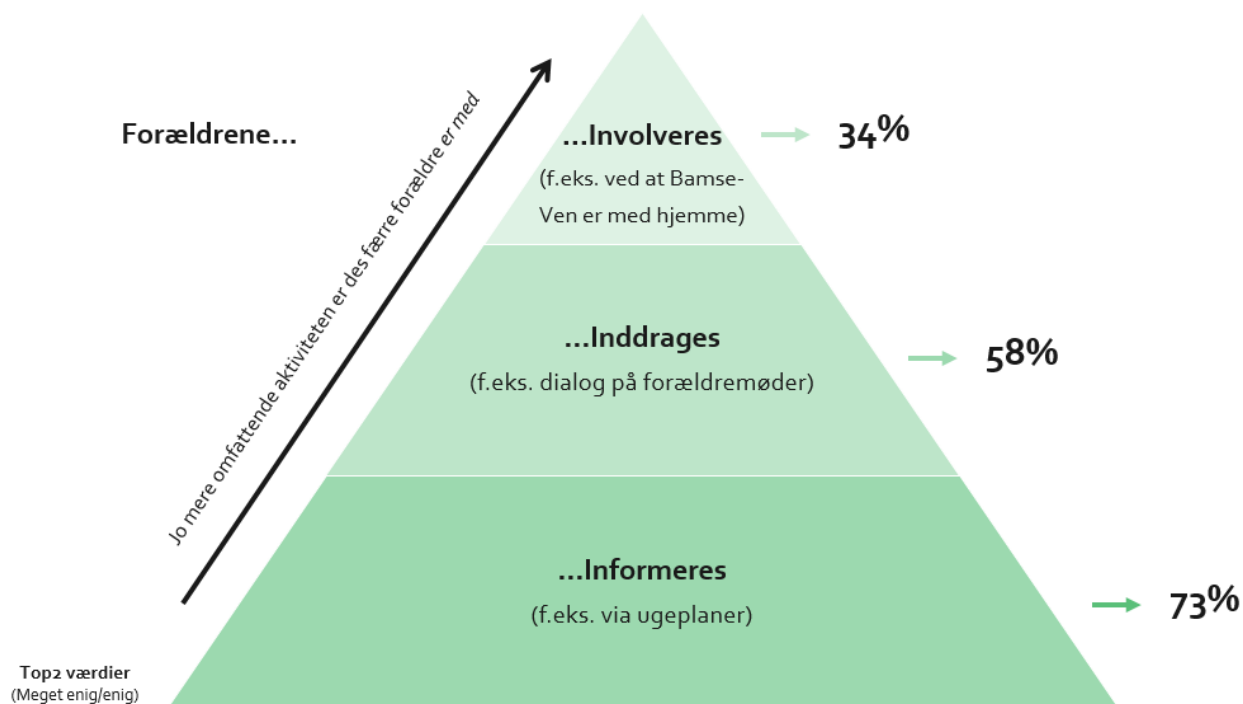 Forældrene...
Jo mere omfattende aktiviteten er des færre forældre er med
...Involveres
34%
(f.eks. ved at Bamse-
Ven er med hjemme)
...Inddrages
58%
(f.eks. dialog på forældremøder)
...Informeres
73%
(f.eks. via ugeplaner)
Top2 værdier
(Meget enig/enig)